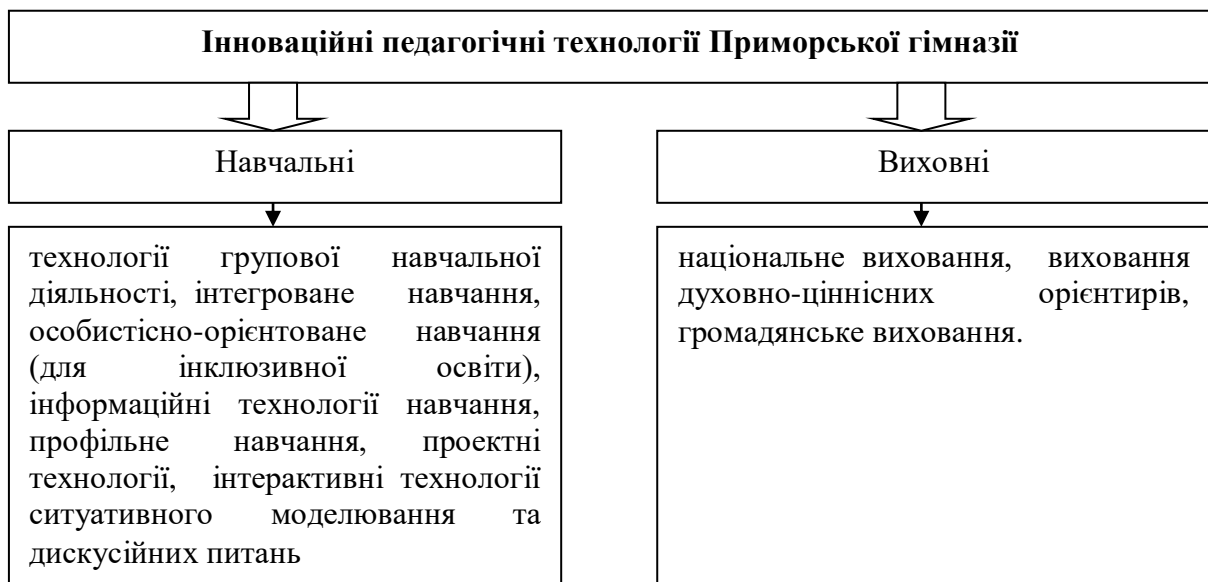 Інноваційні педагогічні технології Приморської гімназії
Навчальні
Виховні
технології групової навчальної
діяльності, інтегроване навчання,
особистісно-орієнтоване навчання
(для інклюзивної освіти),
інформаційні технології навчання,
профільне навчання, проектні
технології, інтерактивні технології
ситуативного моделювання та
дискусійних питань
національне виховання, виховання
духовно-ціннісних орієнтирів,
громадянське виховання.